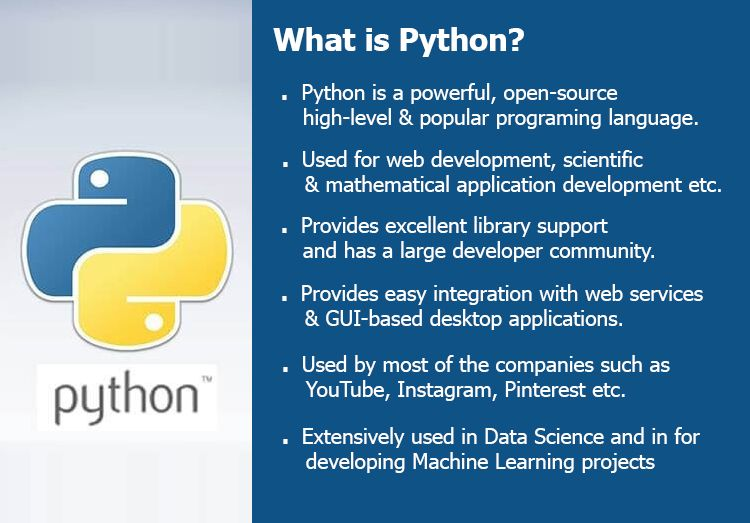 What is Python?
. Python is a powerful, open-source
high-level & popular programing language.
. Used for web development, scientific
& mathematical application development etc.
. Provides excellent library support
and has a large developer community.
. Provides easy integration with web services
& GUI-based desktop applications.
. Used by most of the companies such as
YouTube, Instagram, Pinterest etc.
. Extensively used in Data Science and in for
developing Machine Learning projects
python™